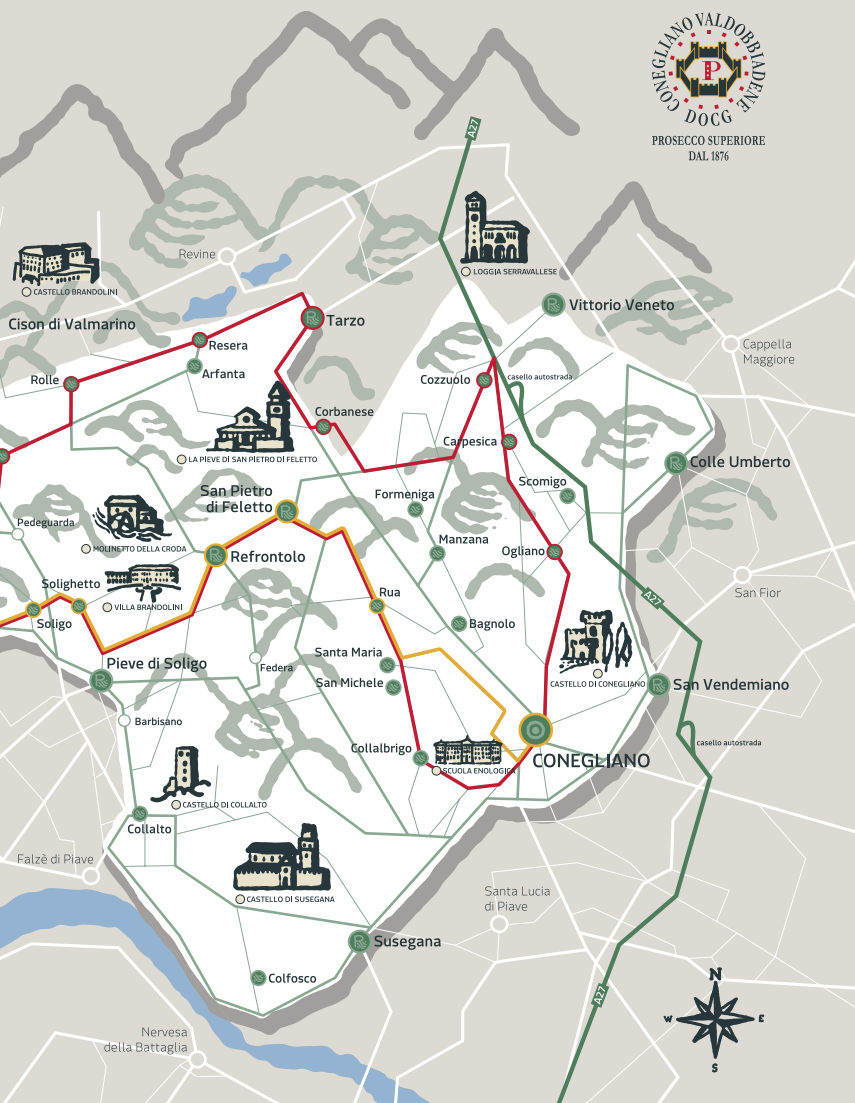 CONEGLIANO VALDOBBIADENE
DOCG
P
PROSECCO SUPERIORE
DAL 1876
A27
Revine
CASTELLO BRANDOLINI
LOGGIA SERRAVALLESE
Cison di Valmarino
Tarzo
Vittorio Veneto
Resera
Cappella
Maggiore
Arfanta
Rolle
Cozzuolo
casello autostrada
Corbanese
Carpesica
LA PIEVE DI SAN PIETRO DI FELETTO
Colle Umberto
Scomigo
San Pietro
di Feletto
Formeniga
Pedeguarda
MOLINETTO DELLA CRODA
Manzana
Ogliano
Refrontolo
Solighetto
VILLA BRANDOLINI
Rua
San Fior
A27
Soligo
Bagnolo
Santa Maria
Pieve di Soligo
Federa
San Michele
CASTELLO DI CONEGLIANO
San Vendemiano
Barbisano
Collalbrigo
casello autostrada
CONEGLIANO
SCUOLA ENOLOGICA
CASTELLO DI COLLALTO
Collalto
Falzè di Piave
CASTELLO DI SUSEGANA
Santa Lucia
di Piave
Susegana
Colfosco
N
A27
W
E
Nervesa
della Battaglia
S